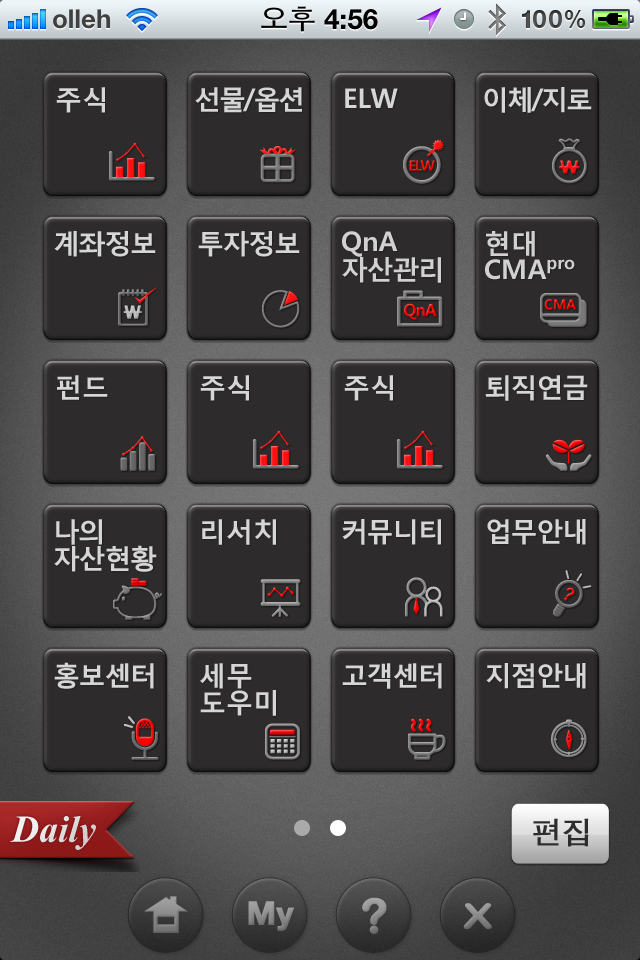 olleh 오후 4:56 100%
주식
선물/옵션
ELW
ELW
이체/지로
₩
계좌정보
₩
투자정보
QnA
자산관리
QnA
현대
CMApro
CMA
펀드
주식
주식
퇴직연금
나의
자산현황
리서치
커뮤니티
업무안내
?
홍보센터
세무
도우미
고객센터
지점안내
Daily
편집
My
?